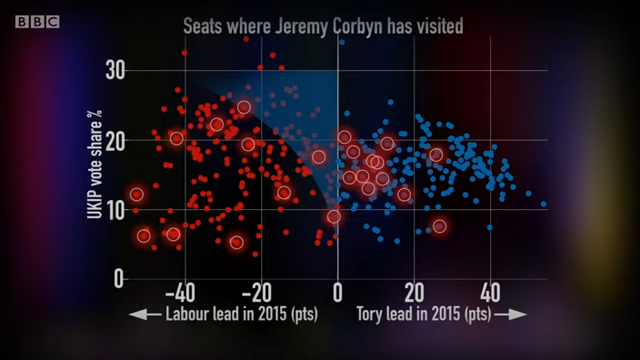 BBC
Seats where Jeremy Corbyn has visited
UKIP vote share %
30
20
10
0
-40
-20
0
20
40
Labour lead in 2015 (pts)
Tory lead in 2015 (pts)